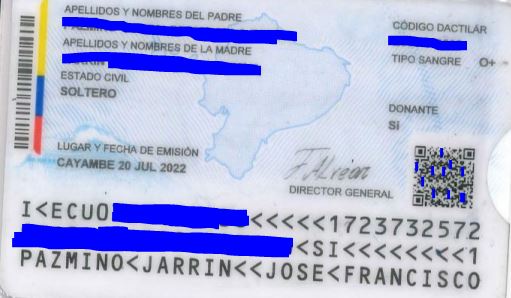 APELLIDOS Y NOMBRES DEL PADRE
CÓDIGO DACTILAR
APELLIDOS Y NOMBRES DE LA MADRE
TIPO SANGRE O+
ESTADO CIVIL
SOLTERO
DONANTE
Si
LUGAR Y FECHA DE EMISIÓN
CAYAMBE 20 JUL 2022
DIRECTOR GENERAL
I<ECU0 <<<<<1723732572
<SI<<<<<<<<1
PAZMINO<JARRIN<<JOSE<FRANCISCO